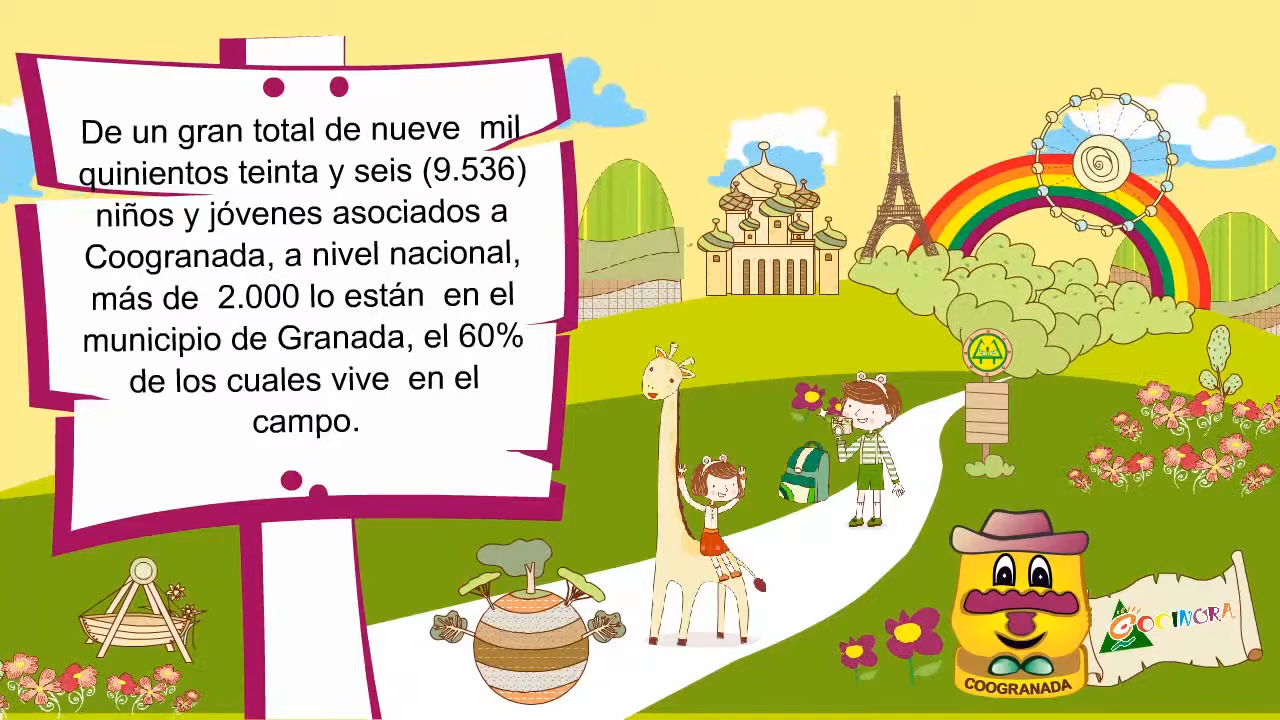 De un gran total de nueve  mil
quinientos teinta y seis (9.536)
niños y jóvenes asociados a
Coogranada, a nivel nacional,
más de  2.000 lo están  en el
municipio de Granada, el 60%
de los cuales vive  en el
campo.
GOCINORA
COOGRANADA